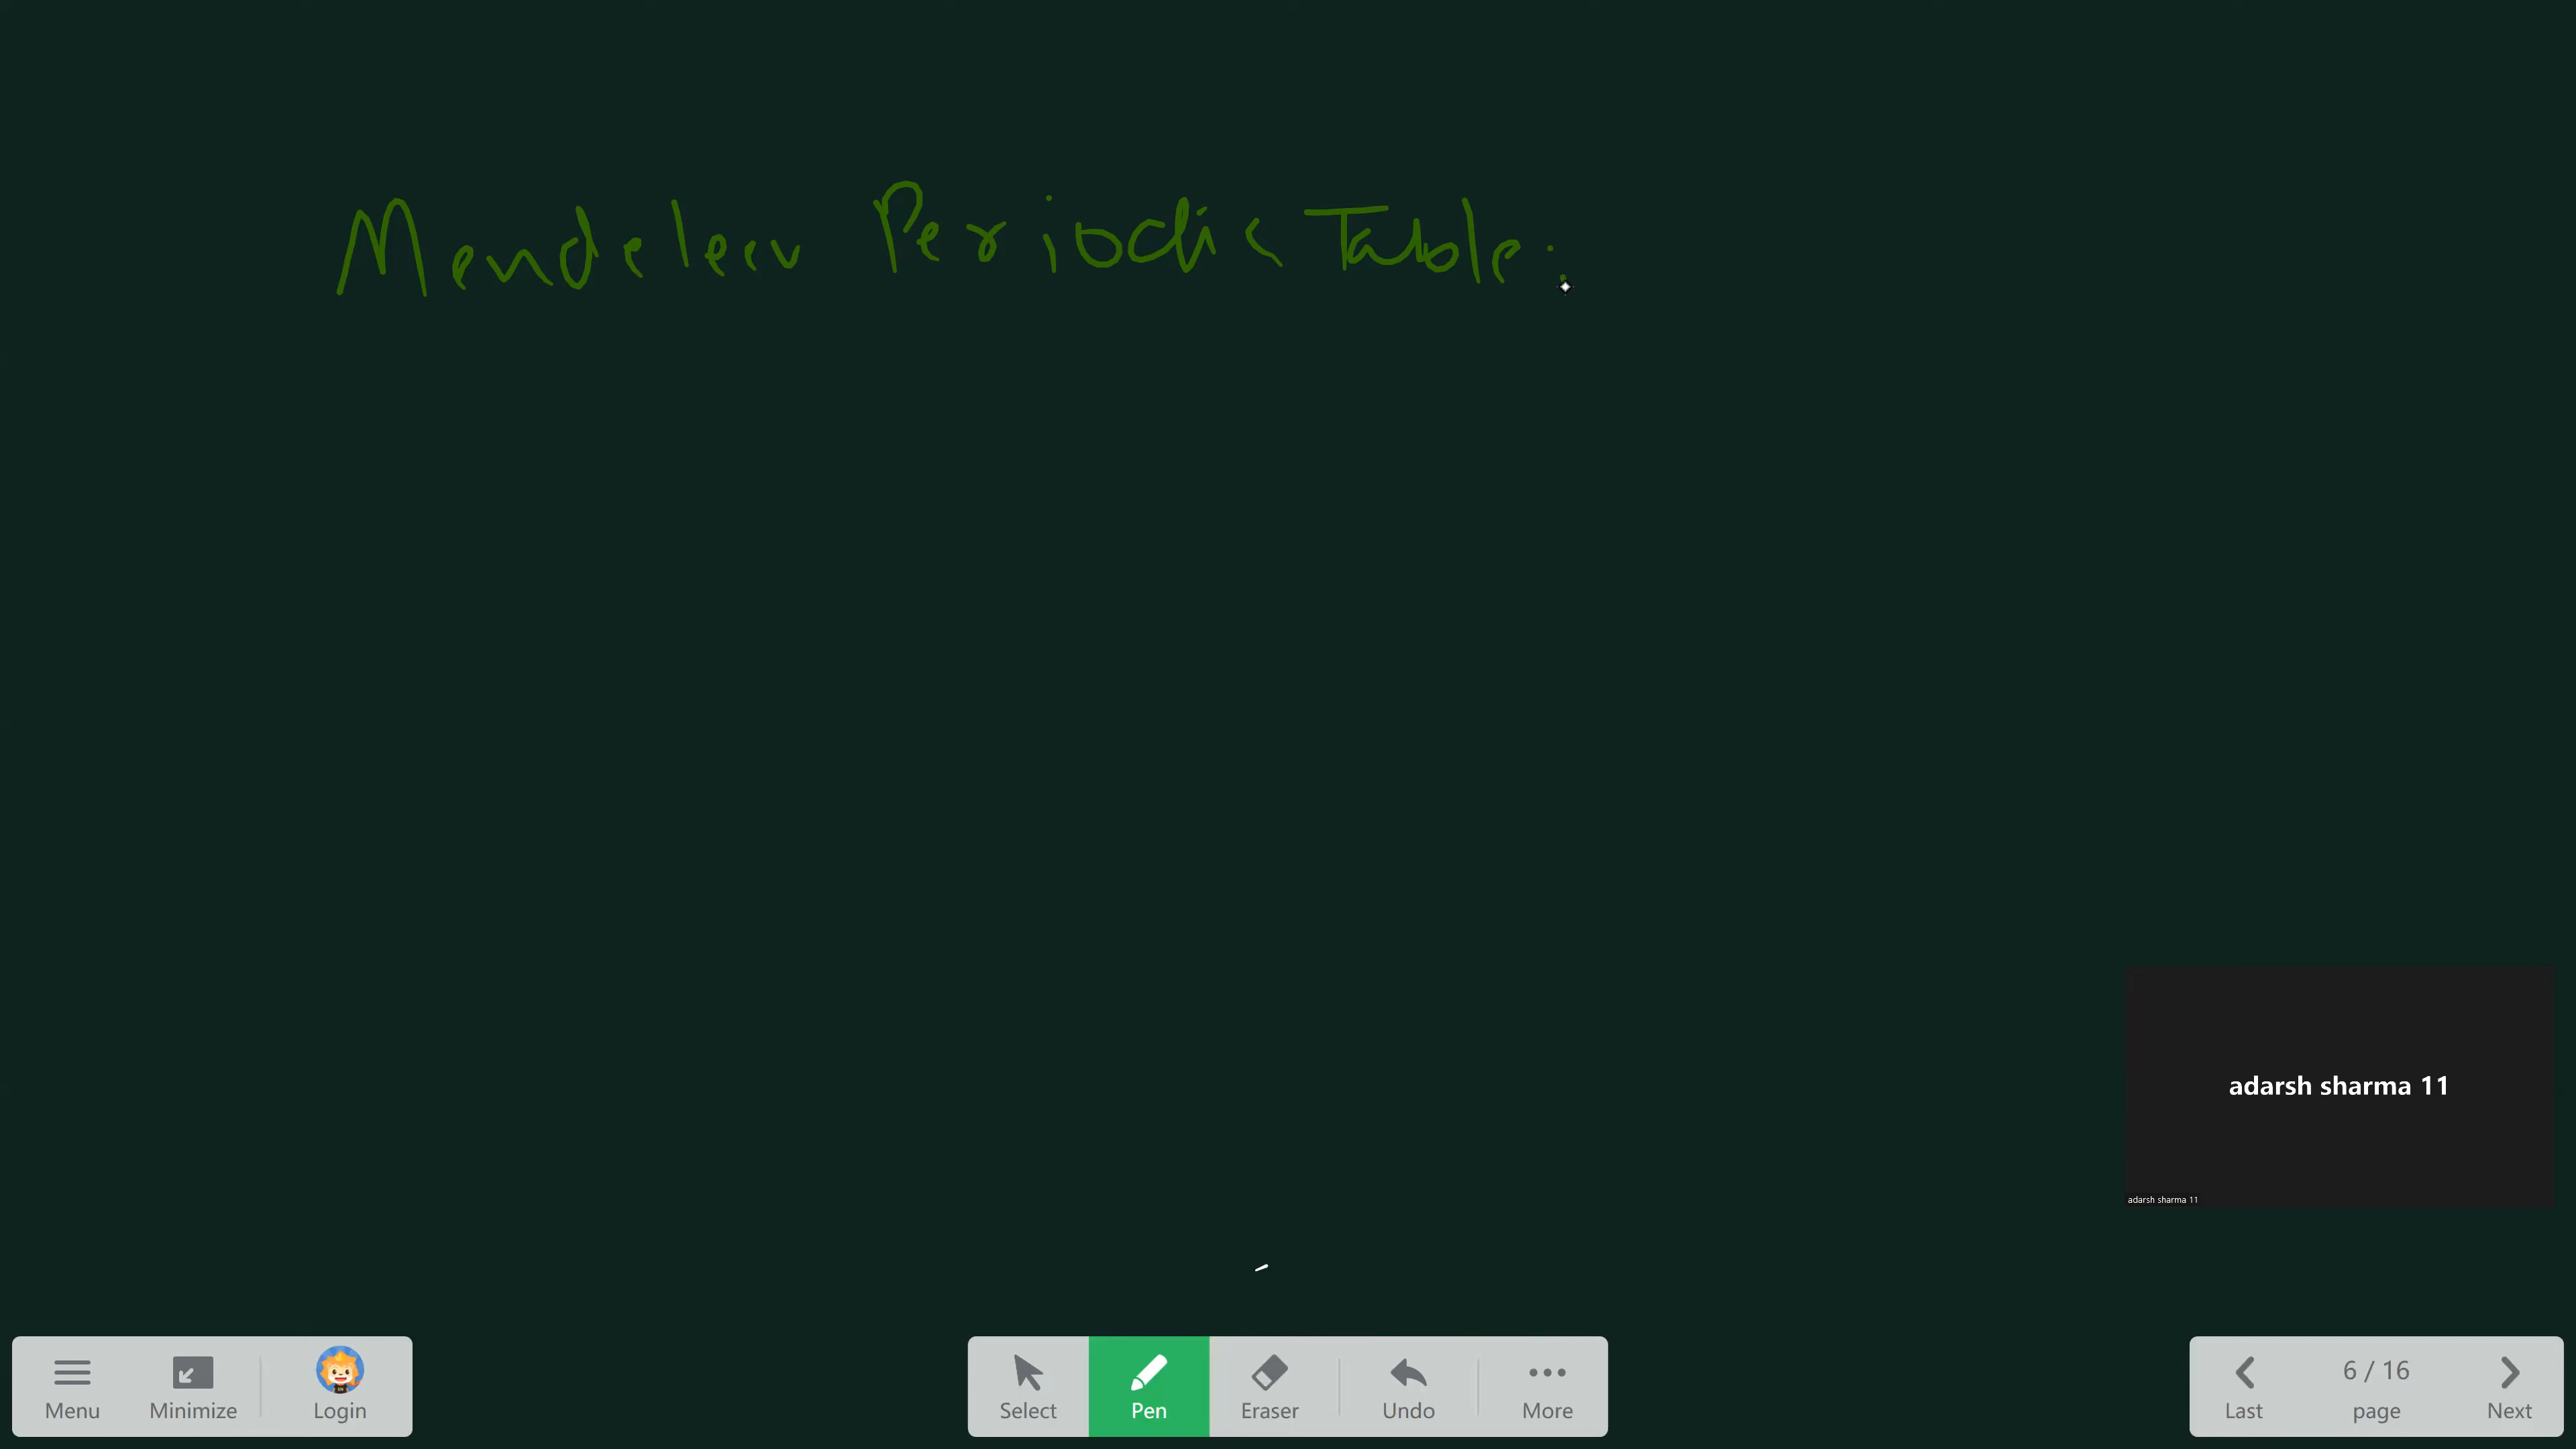 Mendeleev Periodic Table :
adarsh sharma 11
adarsh sharma 11
Menu Minimize Login Select Pen Eraser Undo More Last 6 / 16 page Next